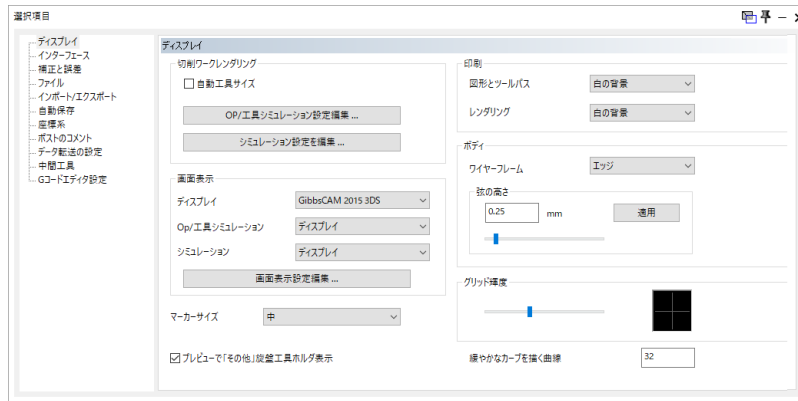 選択項目
ディスプレイ
インターフェース
補正と誤差
ファイル
インポート/エクスポート
自動保存
座標系
ポストのコメント
データ転送の設定
中間工具
Gコードエディタ設定
ディスプレイ
切削ワークレンダリング
自動工具サイズ
OP/工具シミュレーション設定編集 ...
シミュレーション設定を編集 ...
画面表示
ディスプレイ GibbsCAM 2015 3DS
Op/工具シミュレーション ディスプレイ
シミュレーション ディスプレイ
画面表示設定編集 ...
マーカーサイズ 中
プレビューで「その他」旋盤工具ホルダ表示
印刷
図形とツールパス 白の背景
レンダリング 白の背景
ボディ
ワイヤーフレーム エッジ
弦の高さ
0.25 mm 適用
グリッド輝度
緩やかなカーブを描く曲線 32